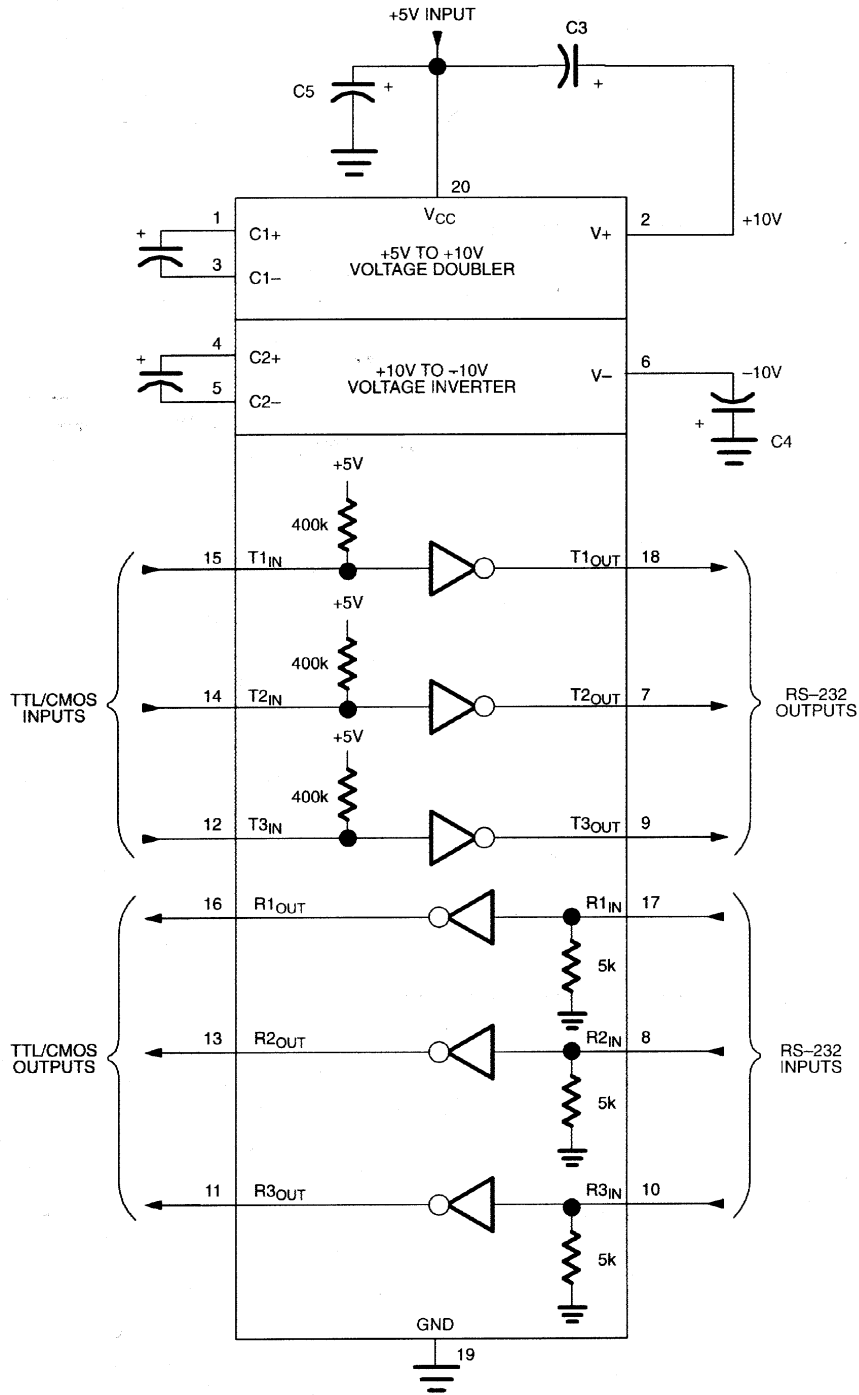 +5V INPUT
C3
C5
+
+
20
VCC
1
+
C1+
3
C1–
+5V TO +10V
VOLTAGE DOUBLER
V+
2
+10V
4
+
C2+
5
C2–
+10V TO –10V
VOLTAGE INVERTER
V–
6
–10V
+
C4
+5V
400k
15
T1IN
T1OUT
18
+5V
400k
TTL/CMOS
INPUTS
14
T2IN
T2OUT
7
RS–232
OUTPUTS
+5V
400k
12
T3IN
T3OUT
9
16
R1OUT
R1IN
17
5k
TTL/CMOS
OUTPUTS
13
R2OUT
R2IN
8
RS–232
INPUTS
5k
11
R3OUT
R3IN
10
5k
GND
19